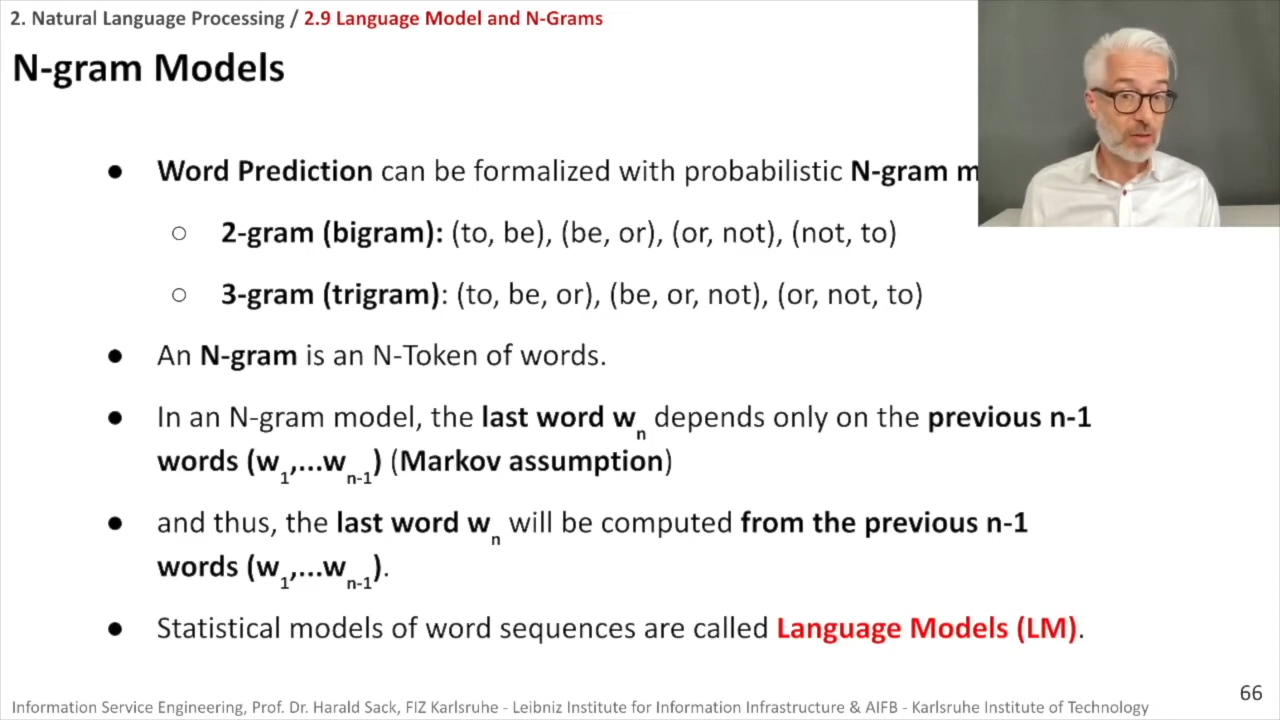 2. Natural Language Processing / 2.9 Language Model and N-Grams
N-gram Models
● Word Prediction can be formalized with probabilistic N-gram
○ 2-gram (bigram): (to, be), (be, or), (or, not), (not, to)
○ 3-gram (trigram): (to, be, or), (be, or, not), (or, not, to)
● An N-gram is an N-Token of words.
● In an N-gram model, the last word wn depends only on the previous n-1
words (w1,...wn-1) (Markov assumption)
● and thus, the last word wn will be computed from the previous n-1
words (w1,...wn-1).
● Statistical models of word sequences are called Language Models (LM).
66
Information Service Engineering, Prof. Dr. Harald Sack, FIZ Karlsruhe - Leibniz Institute for Information Infrastructure & AIFB - Karlsruhe Institute of Technology